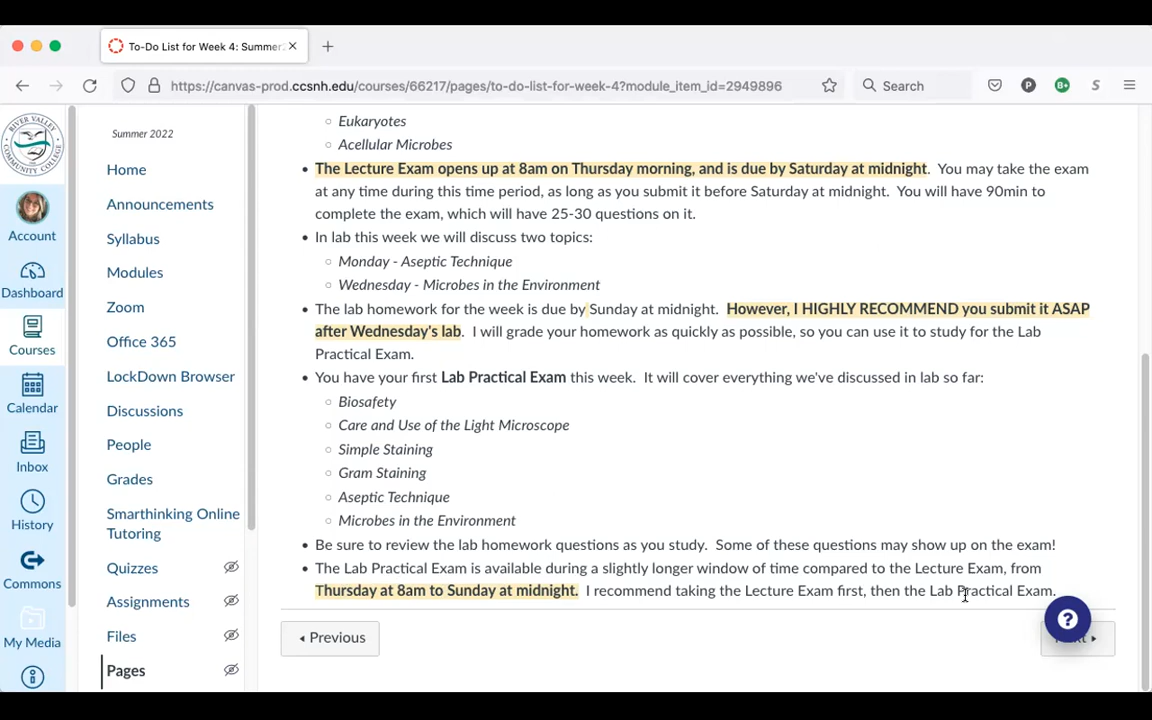 To-Do List for Week 4: Summer
https://canvas-prod.ccsnh.edu/courses/66217/pages/to-do-list-for-week-4?module_item_id=2949896
Search
P
B+
S
RIVER VALLEY
COMMUNITY COLLEGE
Account
Dashboard
Courses
Calendar
Inbox
History
Commons
My Media
Summer 2022
Home
Announcements
Syllabus
Modules
Zoom
Office 365
LockDown Browser
Discussions
People
Grades
Smarthinking Online
Tutoring
Quizzes
Assignments
Files
Pages
Eukaryotes
Acellular Microbes
The Lecture Exam opens up at 8am on Thursday morning, and is due by Saturday at midnight. You may take the exam
at any time during this time period, as long as you submit it before Saturday at midnight. You will have 90min to
complete the exam, which will have 25-30 questions on it.
In lab this week we will discuss two topics:
Monday - Aseptic Technique
Wednesday - Microbes in the Environment
The lab homework for the week is due by Sunday at midnight. However, I HIGHLY RECOMMEND you submit it ASAP
after Wednesday's lab. I will grade your homework as quickly as possible, so you can use it to study for the Lab
Practical Exam.
You have your first Lab Practical Exam this week. It will cover everything we've discussed in lab so far:
Biosafety
Care and Use of the Light Microscope
Simple Staining
Gram Staining
Aseptic Technique
Microbes in the Environment
Be sure to review the lab homework questions as you study. Some of these questions may show up on the exam!
The Lab Practical Exam is available during a slightly longer window of time compared to the Lecture Exam, from
Thursday at 8am to Sunday at midnight. I recommend taking the Lecture Exam first, then the Lab Practical Exam.
Previous
?